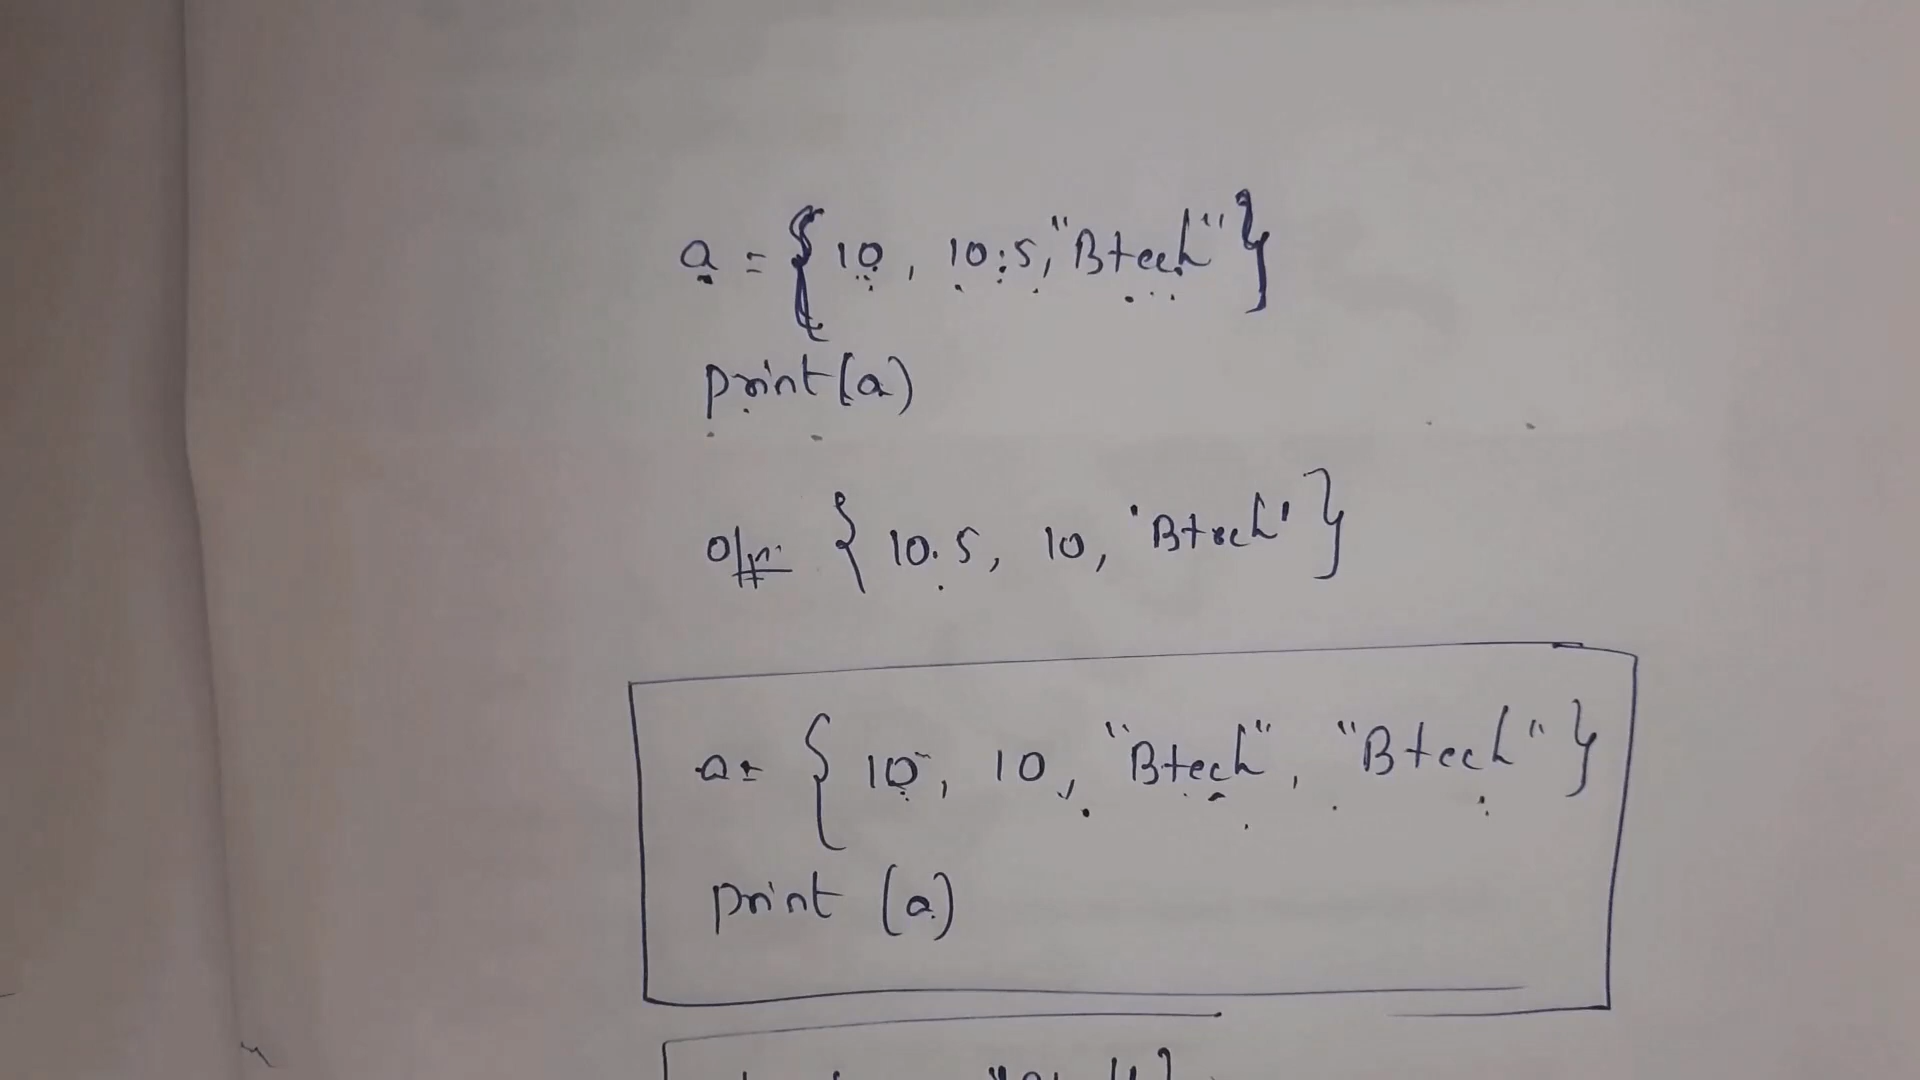 a = {10, 10.5, "Btech"}
print(a)
o/p: {10.5, 10, 'Btech'}
a = {10, 10, "Btech", "Btech"}
print (a)